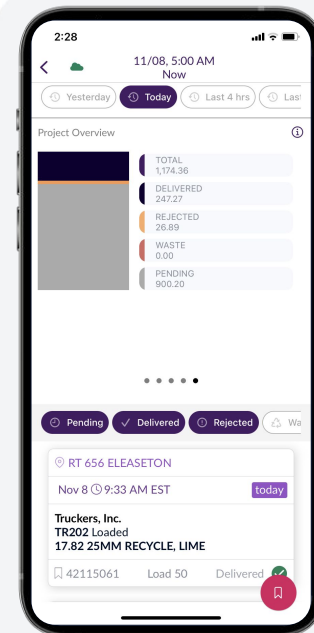 2:28
11/08, 5:00 AM
Now
Yesterday
Today
Last 4 hrs
Project Overview
TOTAL
1,174.36
DELIVERED
247.27
REJECTED
26.89
WASTE
0.00
PENDING
900.20
Pending
Delivered
Rejected
RT 656 ELEASETON
Nov 8 9:33 AM EST
today
Truckers, Inc.
TR202 Loaded
17.82 25MM RECYCLE, LIME
42115061 Load 50 Delivered